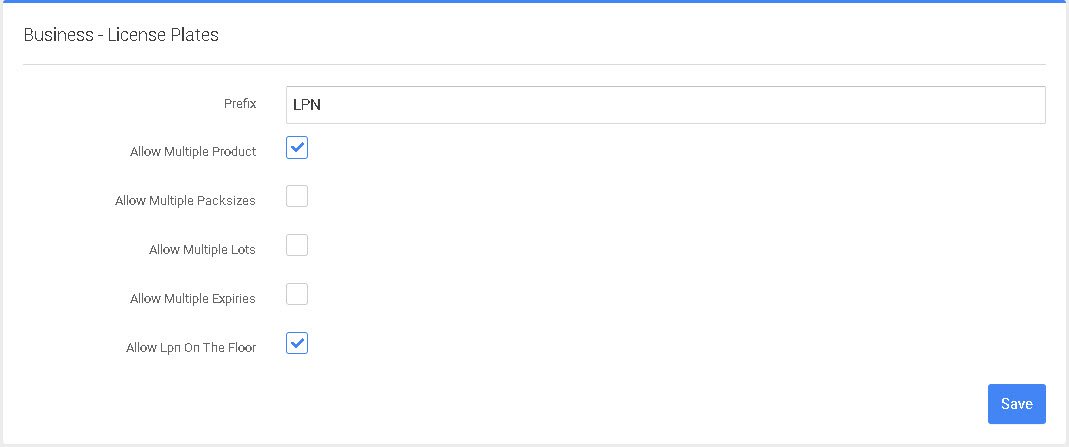 Business - License Plates
Prefix
LPN
Allow Multiple Product
Allow Multiple Packsizes
Allow Multiple Lots
Allow Multiple Expiries
Allow Lpn On The Floor
Save